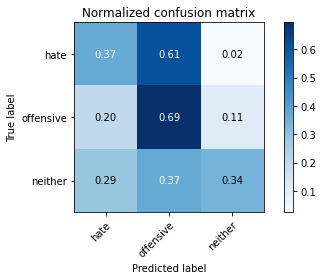 Normalized confusion matrix
True label
hate
0.37 0.61 0.02
offensive
0.20 0.69 0.11
neither
0.29 0.37 0.34
hate
offensive
neither
Predicted label
0.6
0.5
0.4
0.3
0.2
0.1